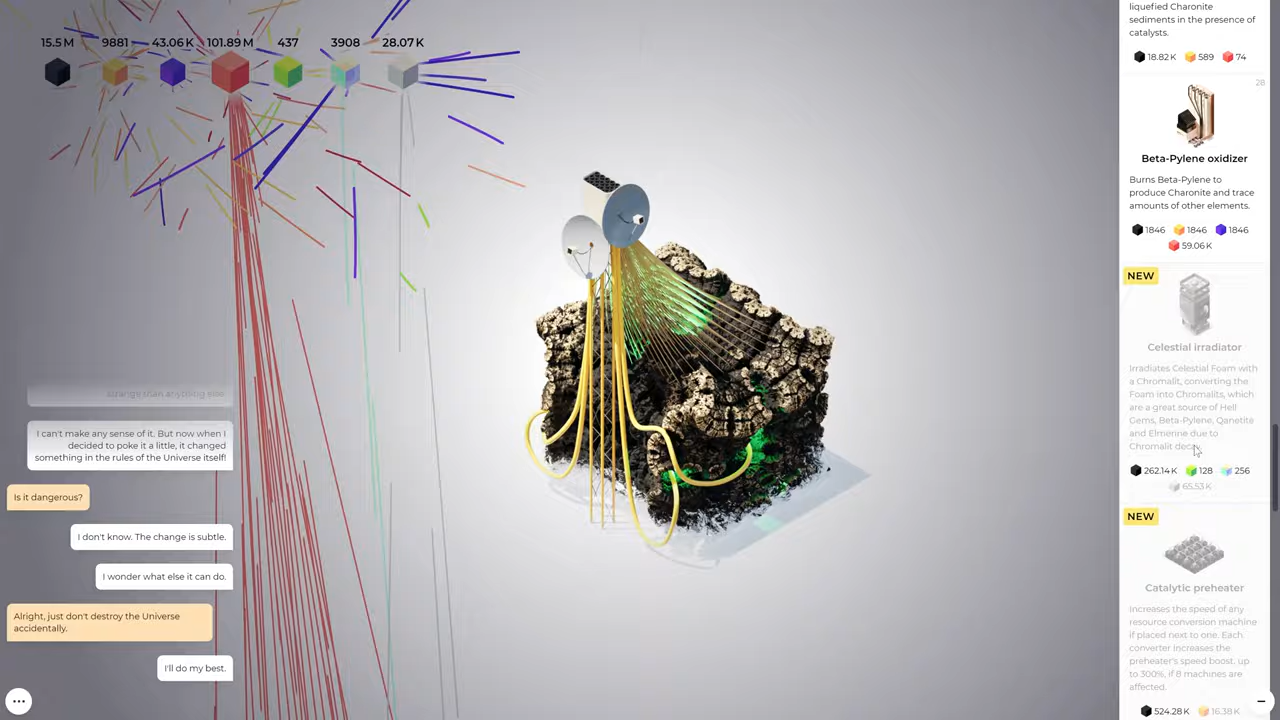 15.5 M 9881 43.06 K 101.89 M 437 3908 28.07 K
I can't make any sense of it. But now when I
decided to poke it a little, it changed
something in the rules of the Universe itself!
Is it dangerous?
I don't know. The change is subtle.
I wonder what else it can do.
Alright, just don't destroy the Universe
accidentally.
I'll do my best.
liquefied Charonite
sediments in the presence of
catalysts.
18.82 K 589 74
28
Beta-Pylene oxidizer
Burns Beta-Pylene to
produce Charonite and trace
amounts of other elements.
1846 1846 1846
59.06 K
NEW
Celestial irradiator
Irradiates Celestial Foam with
a Chromalit, converting the
Foam into Chromalits, which
are a great source of Hell
Gems, Beta-Pylene, Qanetite
and Elmerine due to
Chromalit decay.
262.14 K 128 256
65.53 K
NEW
Catalytic preheater
Increases the speed of any
resource conversion machine
if placed next to one. Each
converter increases the
preheater's speed boost, up
to 300%, if 8 machines are
affected.
524.28 K 16.38 K